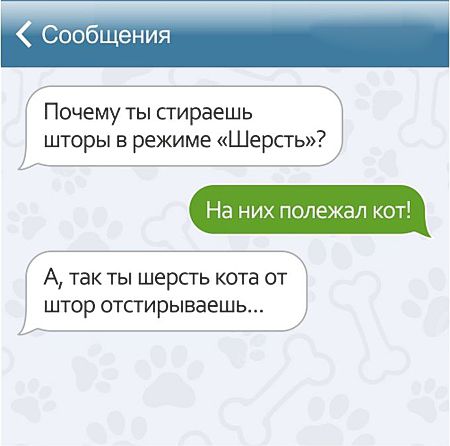 Сообщения
Почему ты стираешь
шторы в режиме «Шерсть»?
На них полежал кот!
А, так ты шерсть кота от
штор отстирываешь...